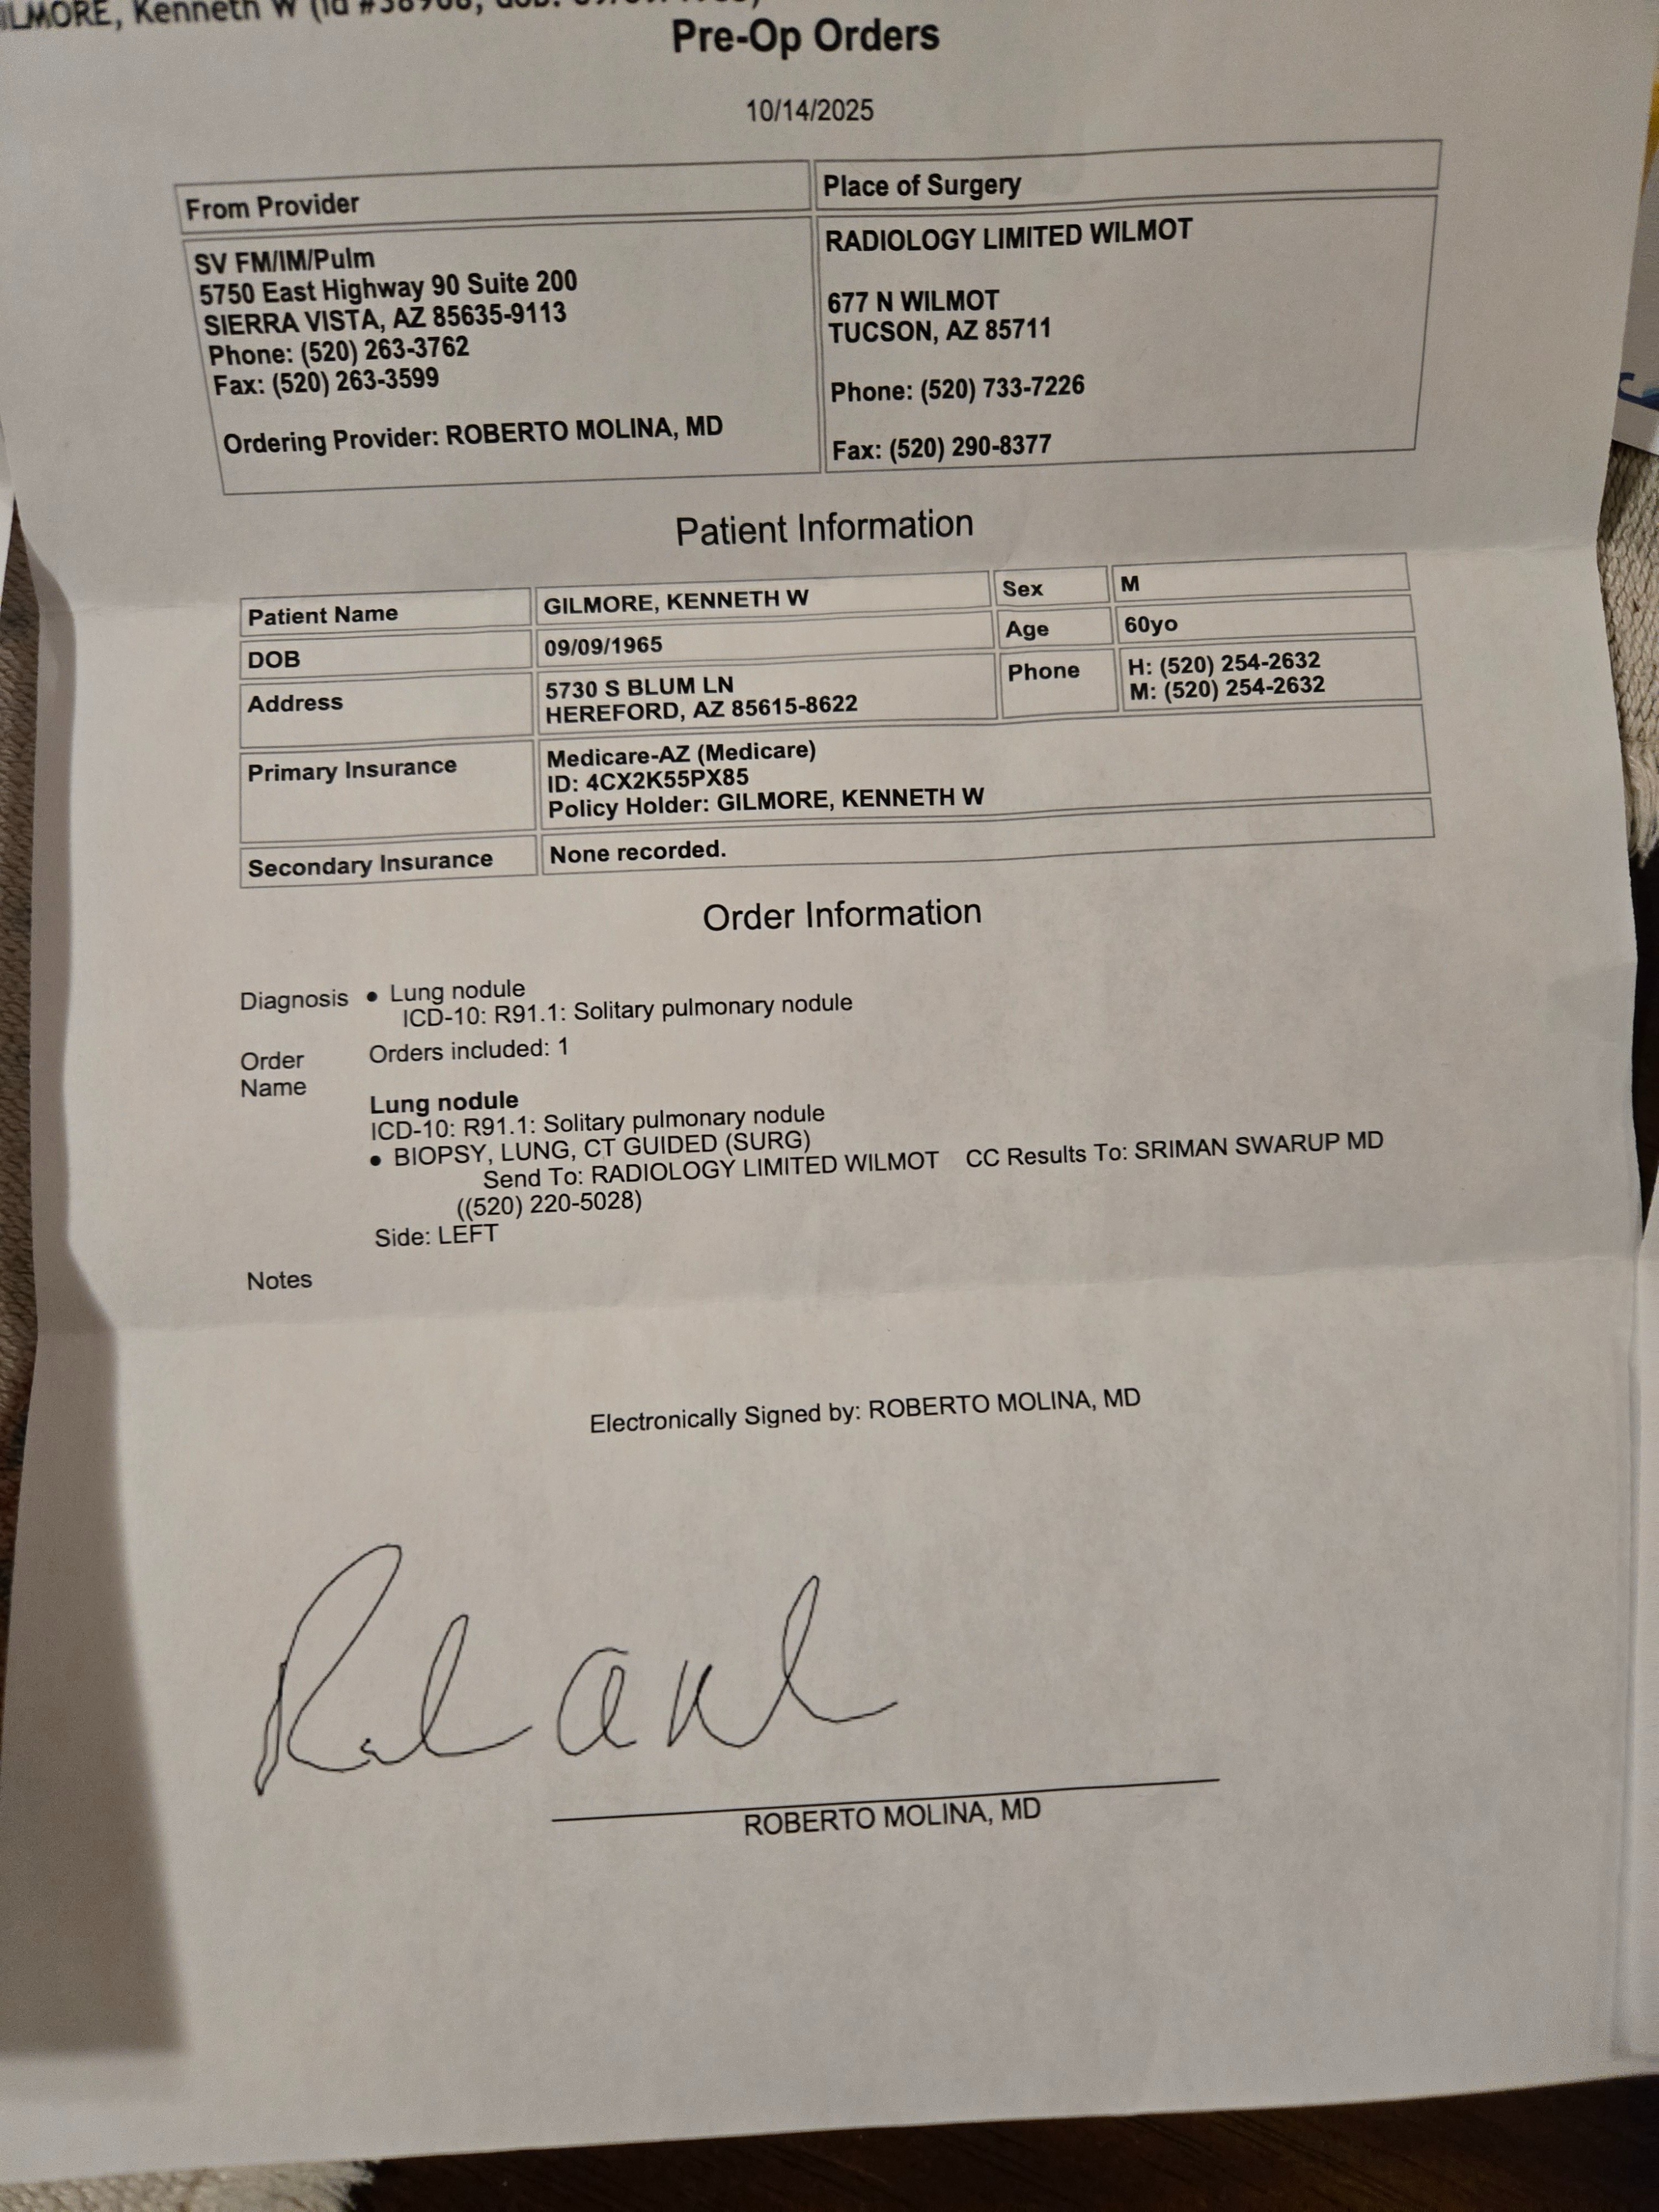 ILMORE, Kenneth W
Pre-Op Orders
10/14/2025
From Provider
SV FM/IM/Pulm
5750 East Highway 90 Suite 200
SIERRA VISTA, AZ 85635-9113
Phone: (520) 263-3762
Fax: (520) 263-3599
Ordering Provider: ROBERTO MOLINA, MD
Place of Surgery
RADIOLOGY LIMITED WILMOT
677 N WILMOT
TUCSON, AZ 85711
Phone: (520) 733-7226
Fax: (520) 290-8377
Patient Information
Patient Name GILMORE, KENNETH W Sex M
DOB 09/09/1965 Age 60yo
Address 5730 S BLUM LN Phone H: (520) 254-2632
HEREFORD, AZ 85615-8622 M: (520) 254-2632
Primary Insurance Medicare-AZ (Medicare)
ID: 4CX2K55PX85
Policy Holder: GILMORE, KENNETH W
Secondary Insurance None recorded.
Order Information
Diagnosis • Lung nodule
ICD-10: R91.1: Solitary pulmonary nodule
Order Name Orders included: 1
Lung nodule
ICD-10: R91.1: Solitary pulmonary nodule
• BIOPSY, LUNG, CT GUIDED (SURG)
Send To: RADIOLOGY LIMITED WILMOT CC Results To: SRIMAN SWARUP MD
((520) 220-5028)
Side: LEFT
Notes
Electronically Signed by: ROBERTO MOLINA, MD
ROBERTO MOLINA, MD